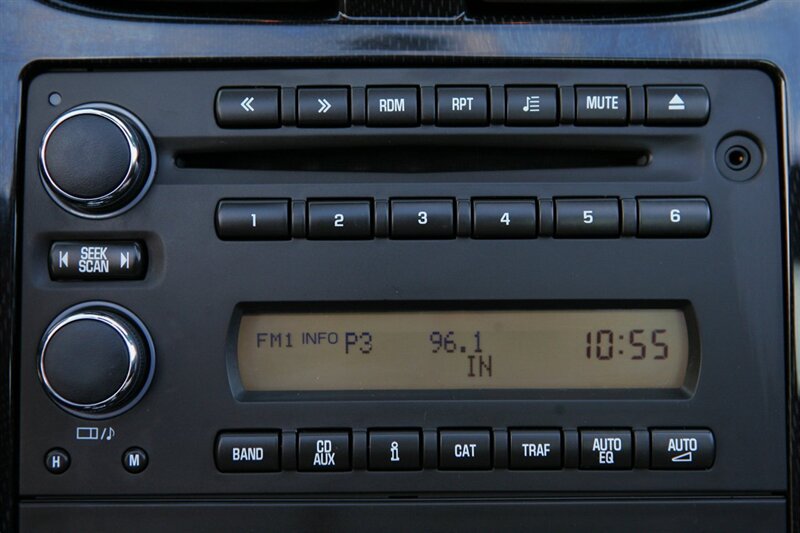 RDM RPT MUTE
1 2 3 4 5 6
SEEK
SCAN
FM1 INFO P3 96.1 10:55
IN
H M
BAND CD AUX i CAT TRAF AUTO EQ AUTO